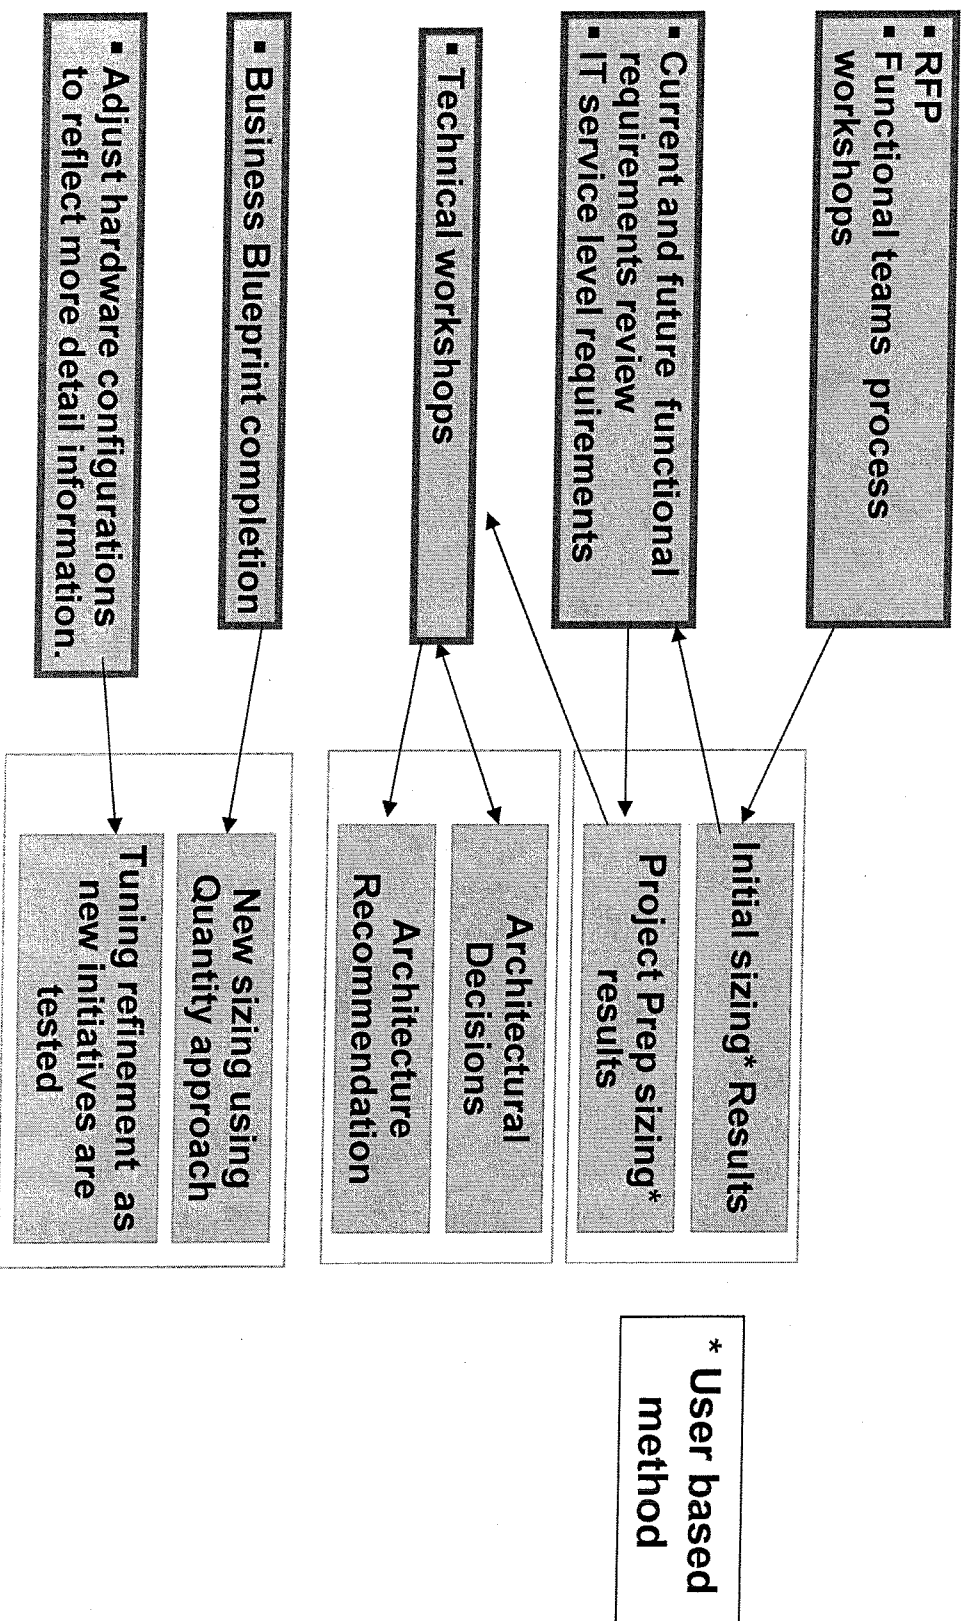 ▪ RFP
▪ Functional teams process
workshops
▪ Current and future functional
requirements review
▪ IT service level requirements
▪ Technical workshops
▪ Business Blueprint completion
▪ Adjust hardware configurations
to reflect more detail information.
Initial sizing* Results
Project Prep sizing*
results
Architectural
Decisions
Architecture
Recommendation
New sizing using
Quantity approach
Tuning refinement as
new initiatives are
tested
* User based
method